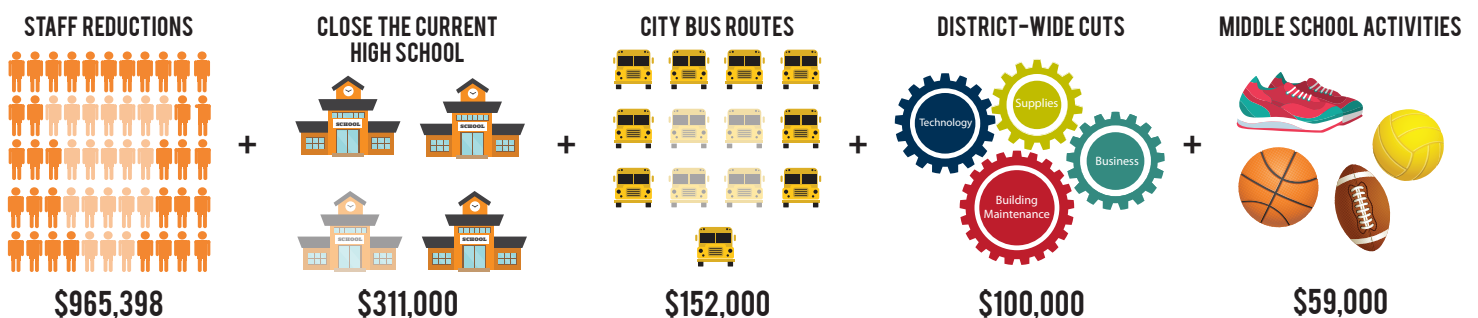 STAFF REDUCTIONS
$965,398
+
CLOSE THE CURRENT
HIGH SCHOOL
SCHOOL
SCHOOL
SCHOOL
SCHOOL
$311,000
+
CITY BUS ROUTES
$152,000
+
DISTRICT-WIDE CUTS
Technology
Supplies
Business
Building
Maintenance
$100,000
+
MIDDLE SCHOOL ACTIVITIES
$59,000